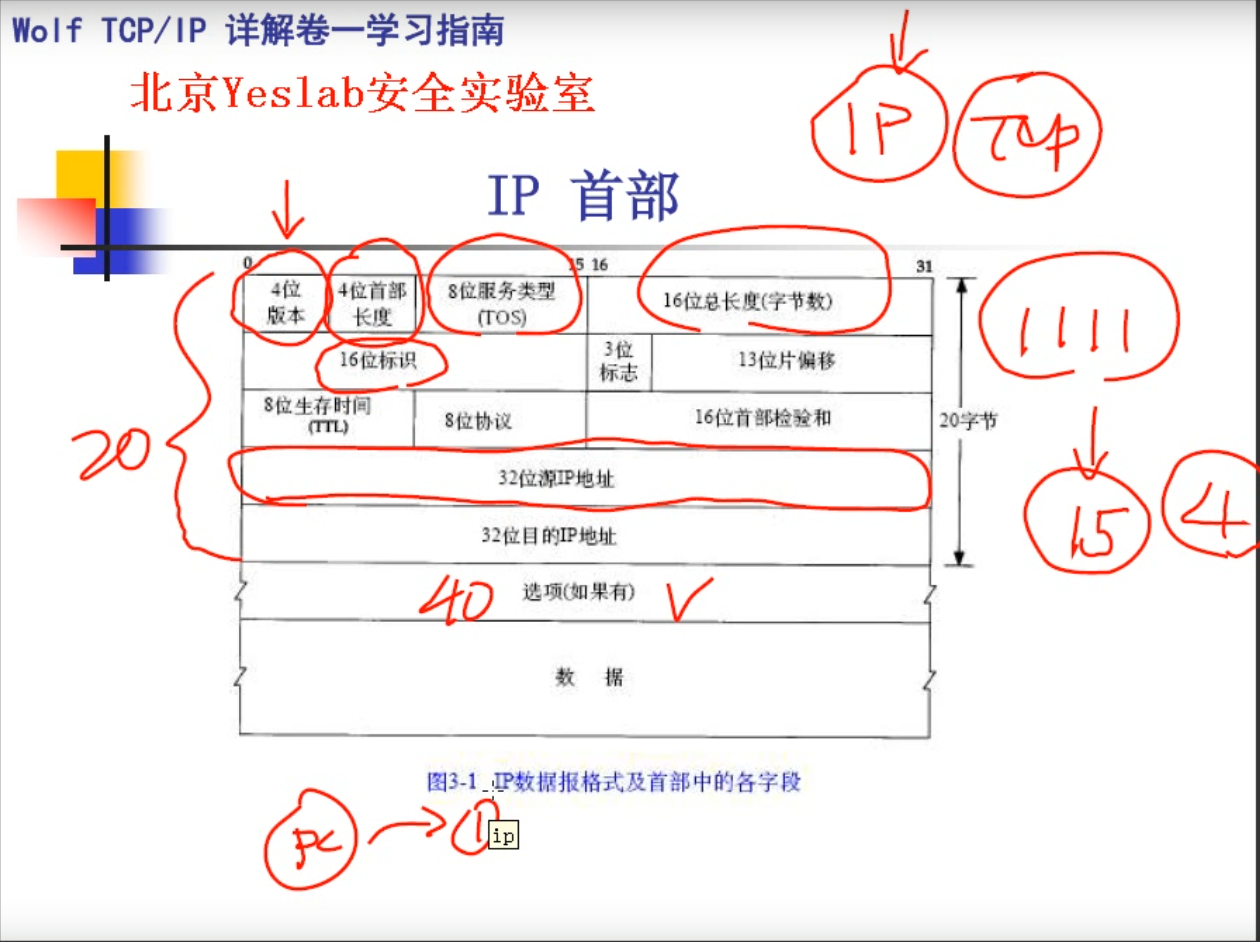 Wolf TCP/IP 详解卷一学习指南
北京Yeslab安全实验室
IP TCP
IP 首部
0 15 16 31
4位版本 4位首部长度 8位服务类型(TOS) 16位总长度(字节数)
1111
16位标识 3位标志 13位片偏移
8位生存时间(TTL) 8位协议 16位首部检验和
20字节
20
32位源IP地址
15 4
32位目的IP地址
40 选项(如果有)
数 据
图3-1 IP数据报格式及首部中的各字段
PC 1
ip